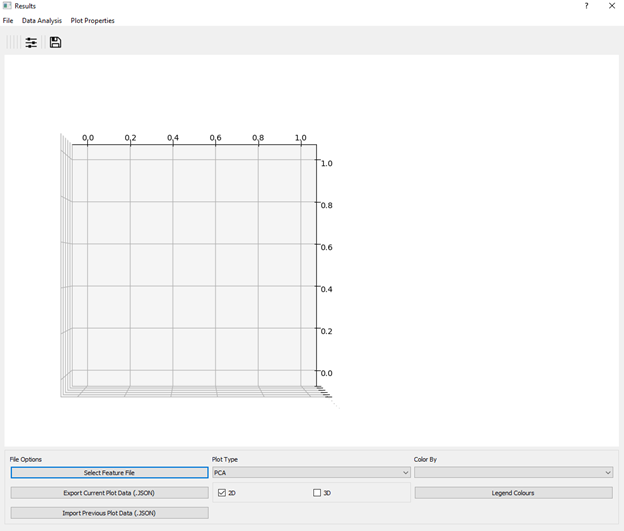 Results ?
File Data Analysis Plot Properties
0,0 0,2 0,4 0,6 0,8 1,0
1.0
0.8
0.6
0.4
0.2
0.0
File Options Plot Type Color By
Select Feature File PCA
Export Current Plot Data (.JSON) 2D 3D Legend Colours
Import Previous Plot Data (.JSON)